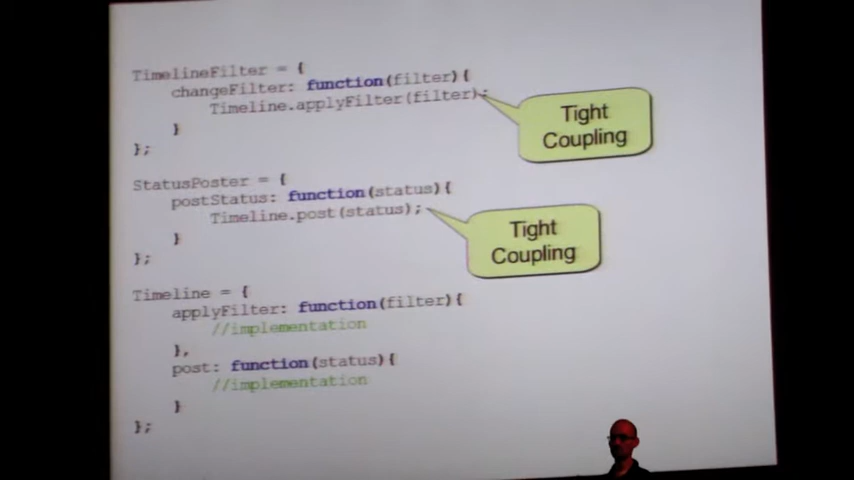 TimelineFilter = {
changeFilter: function(filter){
Timeline.applyFilter(filter);
}
};
Tight
Coupling
StatusPoster = {
postStatus: function(status){
Timeline.post(status);
}
};
Tight
Coupling
Timeline = {
applyFilter: function(filter){
//implementation
},
post: function(status){
//implementation
}
};